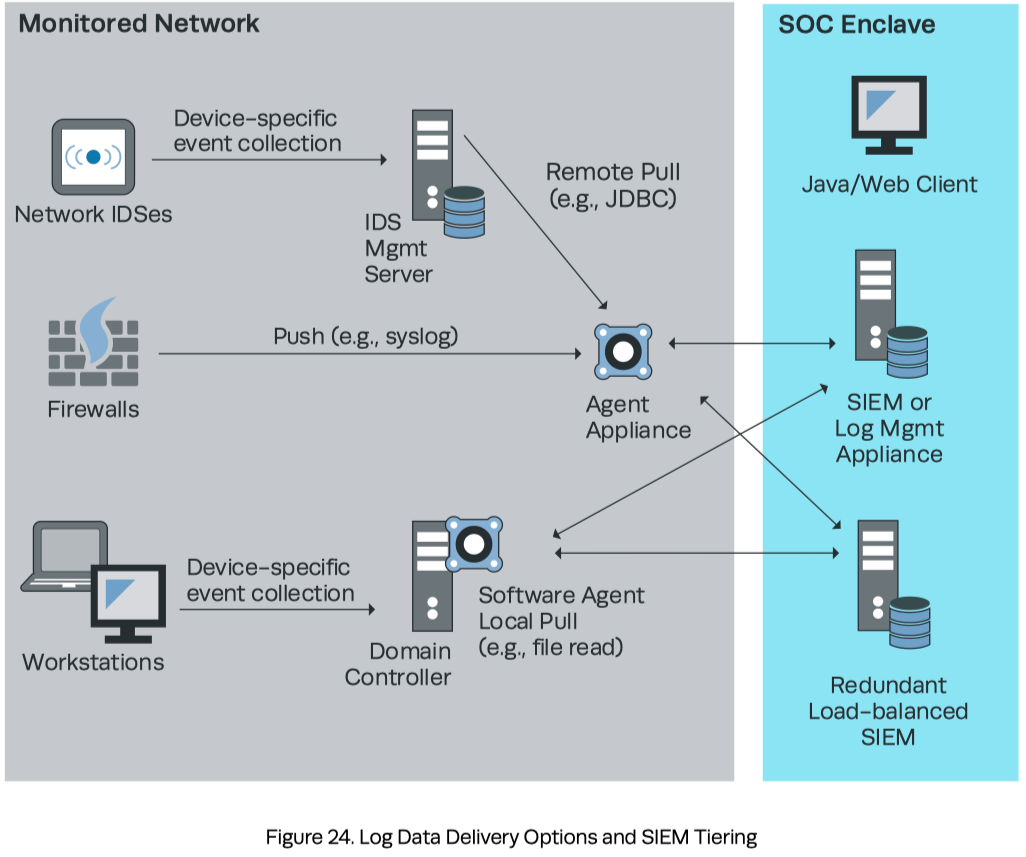 Monitored Network
SOC Enclave
Device-specific
event collection
Network IDSes
IDS
Mgmt
Server
Remote Pull
(e.g., JDBC)
Java/Web Client
Push (e.g., syslog)
Firewalls
Agent
Appliance
SIEM or
Log Mgmt
Appliance
Device-specific
event collection
Workstations
Domain
Controller
Software Agent
Local Pull
(e.g., file read)
Redundant
Load-balanced
SIEM
Figure 24. Log Data Delivery Options and SIEM Tiering